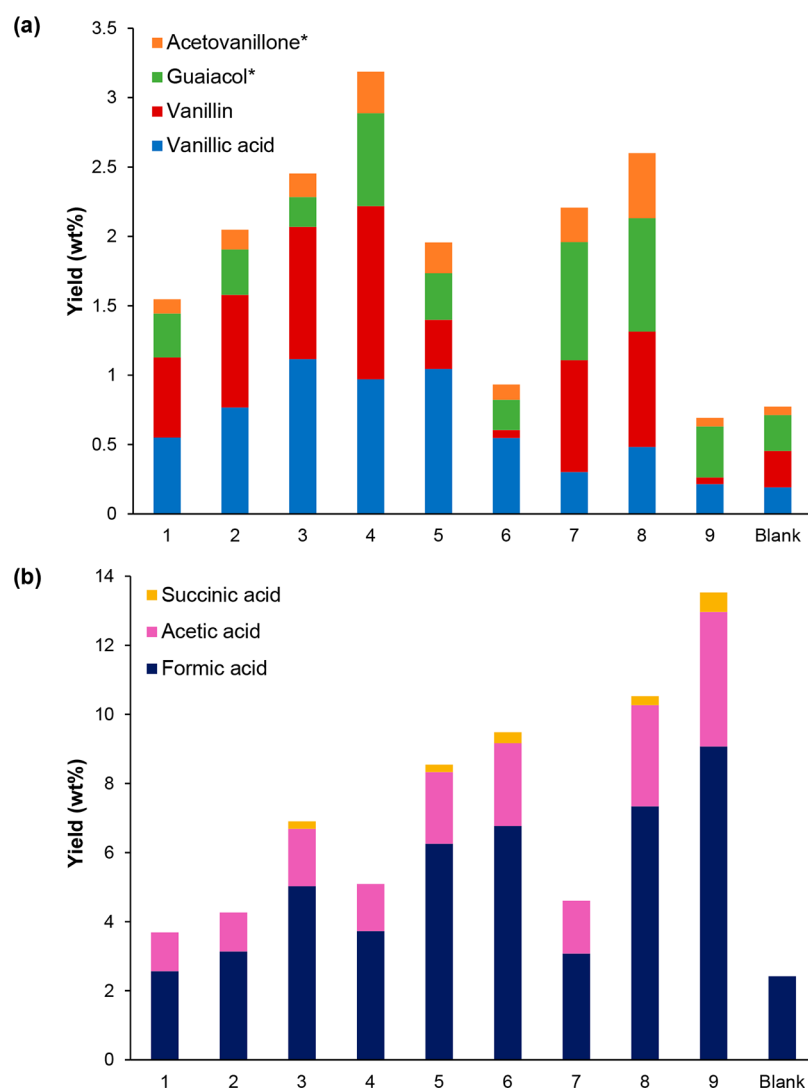 (a)
Acetovanillone*
Guaiacol*
Vanillin
Vanillic acid
Yield (wt%)
3.5
3
2.5
2
1.5
1
0.5
0
1 2 3 4 5 6 7 8 9 Blank
(b)
Succinic acid
Acetic acid
Formic acid
Yield (wt%)
14
12
10
8
6
4
2
0
1 2 3 4 5 6 7 8 9 Blank